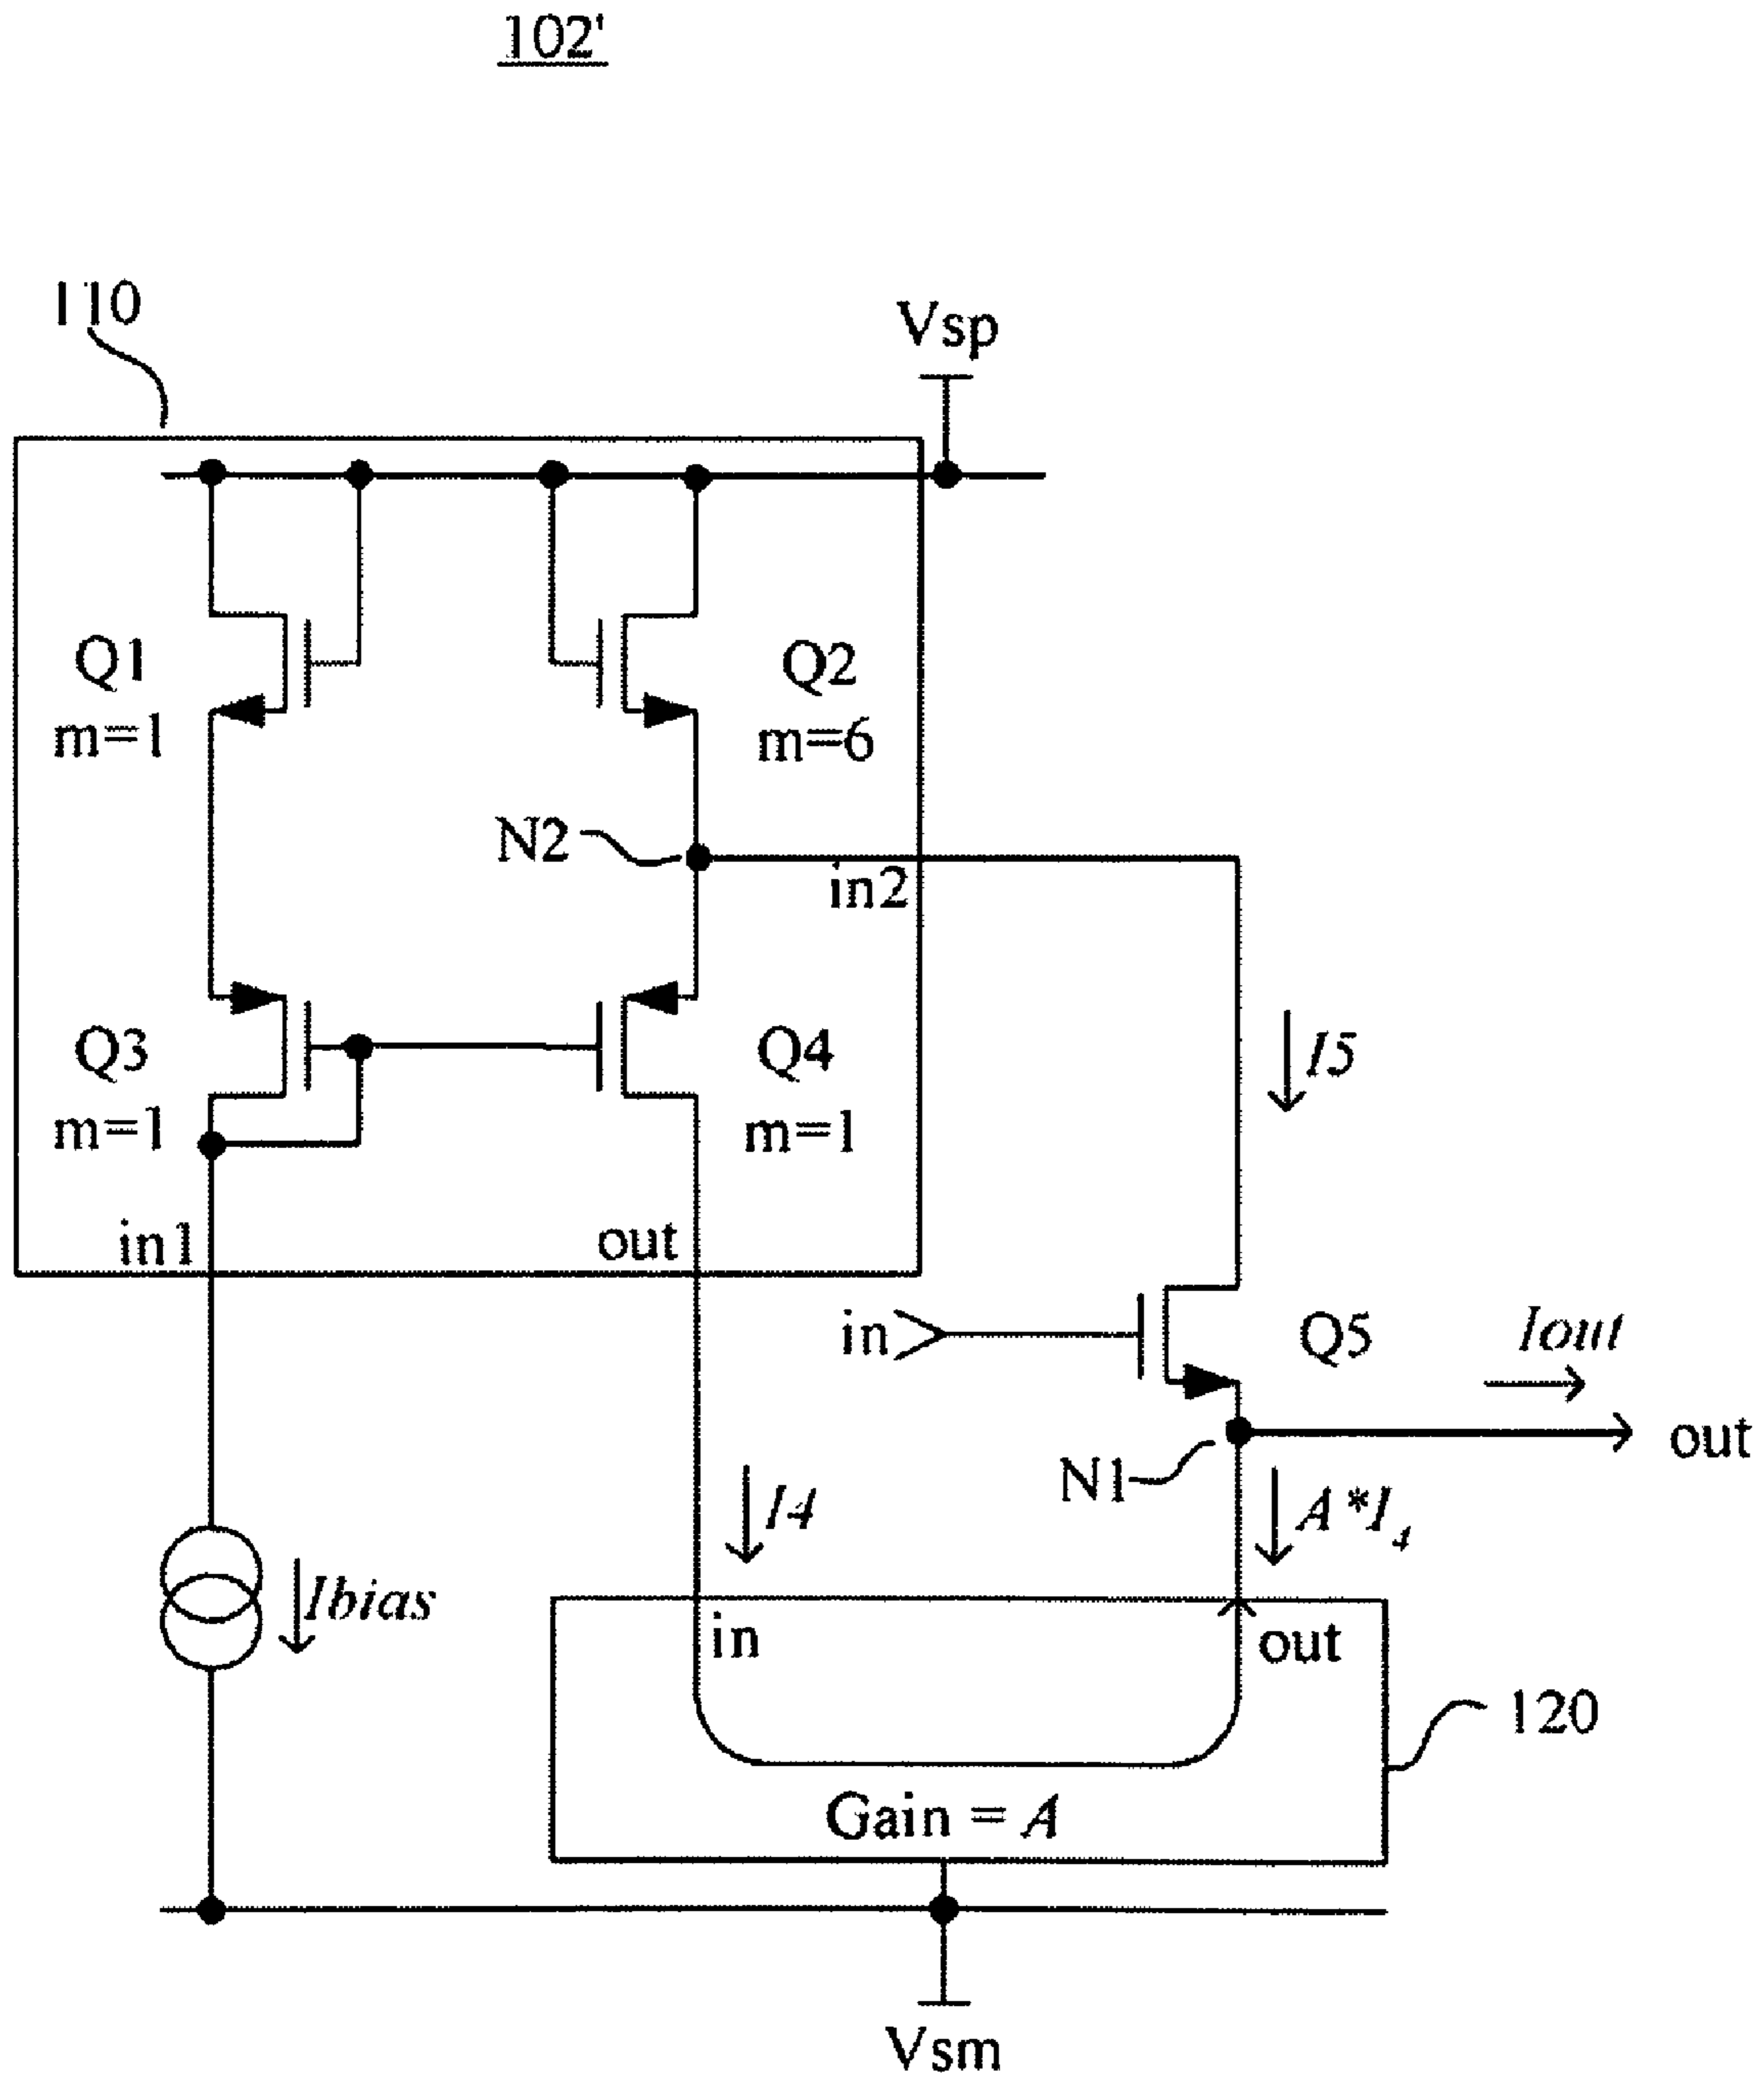 102'
110
Vsp
Q1
m=1
Q2
m=6
N2
in2
Q3
m=1
Q4
m=1
I5
in1
out
in
Q5
Iout
out
N1
I4
A*I4
Ibias
in
out
120
Gain = A
Vsm